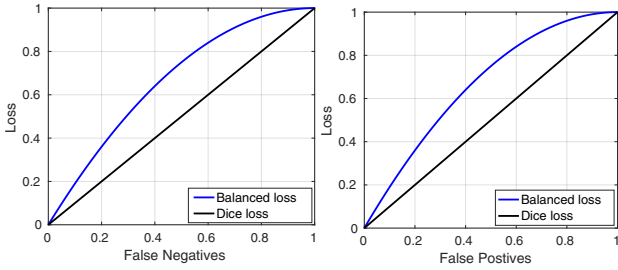 1
0.8
0.6
0.4
0.2
0
Loss
0 0.2 0.4 0.6 0.8 1
False Negatives
Balanced loss
Dice loss
1
0.8
0.6
0.4
0.2
0
Loss
0 0.2 0.4 0.6 0.8 1
False Postives
Balanced loss
Dice loss